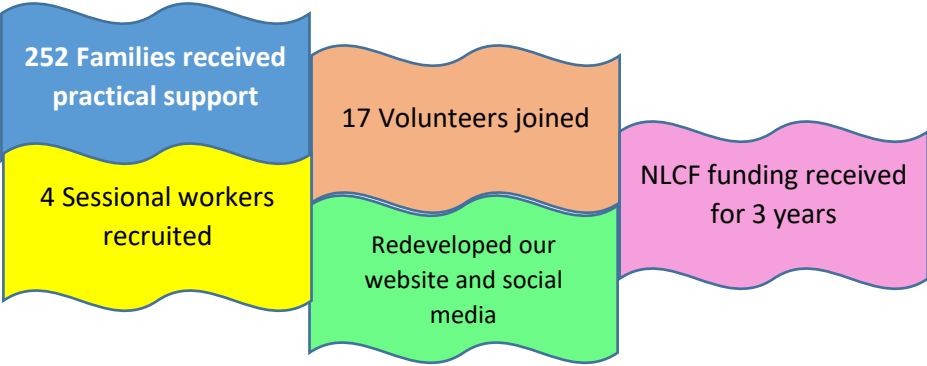 252 Families received
practical support
4 Sessional workers
recruited
17 Volunteers joined
Redeveloped our
website and social
media
NLCF funding received
for 3 years